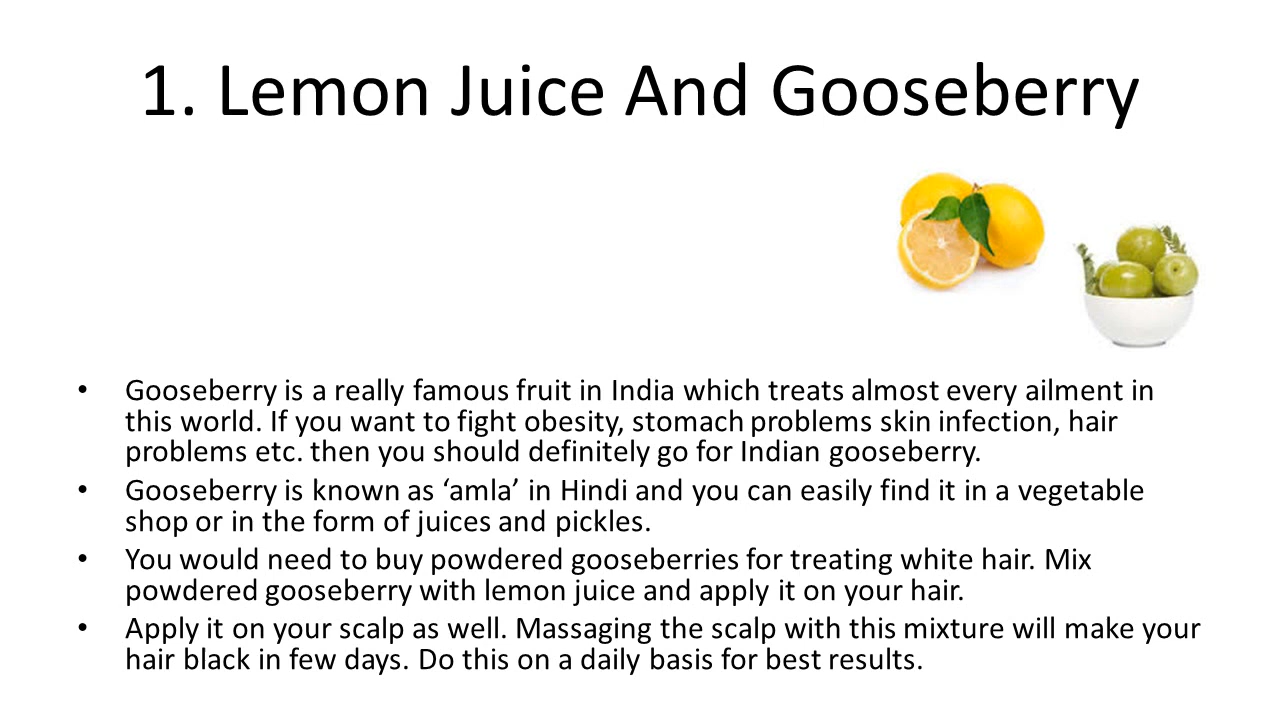 1. Lemon Juice And Gooseberry
• Gooseberry is a really famous fruit in India which treats almost every ailment in
this world. If you want to fight obesity, stomach problems skin infection, hair
problems etc. then you should definitely go for Indian gooseberry.
• Gooseberry is known as ‘amla’ in Hindi and you can easily find it in a vegetable
shop or in the form of juices and pickles.
• You would need to buy powdered gooseberries for treating white hair. Mix
powdered gooseberry with lemon juice and apply it on your hair.
• Apply it on your scalp as well. Massaging the scalp with this mixture will make your
hair black in few days. Do this on a daily basis for best results.